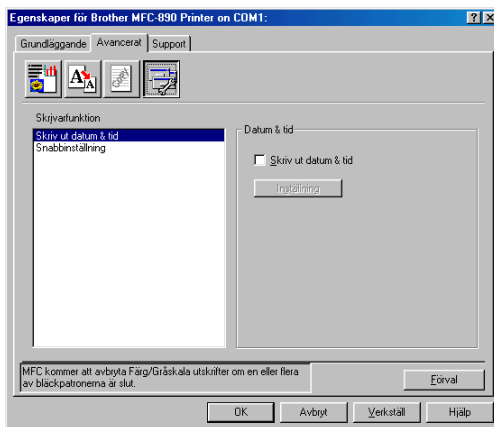 Egenskaper för Brother MFC-890 Printer on COM1:
Grundläggande Avancerat Support
Skrivarfunktion
Skriv ut datum & tid
Snabbinställning
Datum & tid
Skriv ut datum & tid
Inställning
MFC kommer att avbryta Färg/Gråskala utskrifter om en eller flera
av bläckpatronerna är slut.
Förval
OK Avbryt Verkställ Hjälp